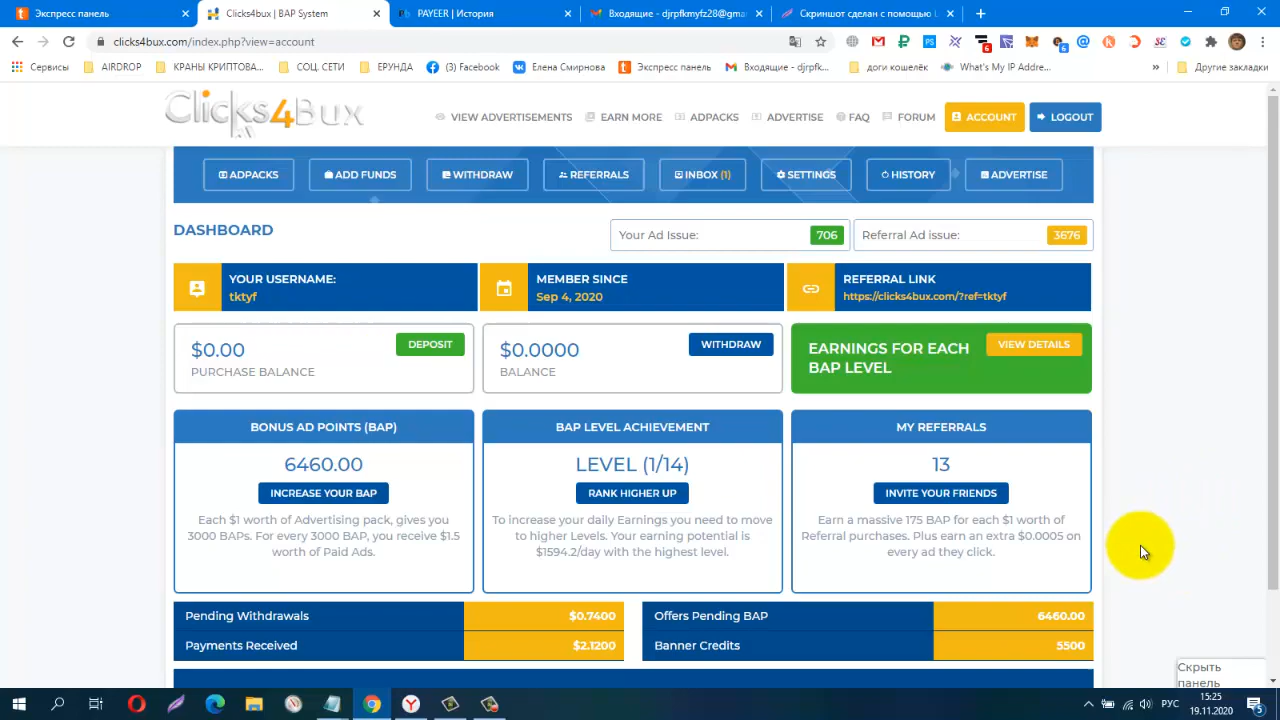 Экспресс панель
Clicks4bux | BAP System
PAYEER | История
Входящие - djrpfkmyfz28@gmai
Скриншот сделан с помощью L
clicks4bux.com/index.php?view=account
Сервисы
AIRDROP
КРАНЫ КРИПТОВА...
СОЦ. СЕТИ
ЕРУНДА
(3) Facebook
Елена Смирнова
Экспресс панель
Входящие - djrpfk...
доги кошелёк
What's My IP Addre...
Другие закладки
Clicks4Bux
VIEW ADVERTISEMENTS
EARN MORE
ADPACKS
ADVERTISE
FAQ
FORUM
ACCOUNT
LOGOUT
ADPACKS
ADD FUNDS
WITHDRAW
REFERRALS
INBOX (1)
SETTINGS
HISTORY
ADVERTISE
DASHBOARD
Your Ad Issue: 706
Referral Ad issue: 3676
YOUR USERNAME:
tktyf
MEMBER SINCE
Sep 4, 2020
REFERRAL LINK
https://clicks4bux.com/?ref=tktyf
$0.00
DEPOSIT
PURCHASE BALANCE
$0.0000
WITHDRAW
BALANCE
EARNINGS FOR EACH
BAP LEVEL
VIEW DETAILS
BONUS AD POINTS (BAP)
6460.00
INCREASE YOUR BAP
Each $1 worth of Advertising pack, gives you
3000 BAPs. For every 3000 BAP, you receive $1.5
worth of Paid Ads.
BAP LEVEL ACHIEVEMENT
LEVEL (1/14)
RANK HIGHER UP
To increase your daily Earnings you need to move
to higher Levels. Your earning potential is
$1594.2/day with the highest level.
MY REFERRALS
13
INVITE YOUR FRIENDS
Earn a massive 175 BAP for each $1 worth of
Referral purchases. Plus earn an extra $0.0005 on
every ad they click.
Pending Withdrawals $0.7400
Payments Received $2.1200
Offers Pending BAP 6460.00
Banner Credits 5500
Скрыть
панель
РУС
15:25
19.11.2020